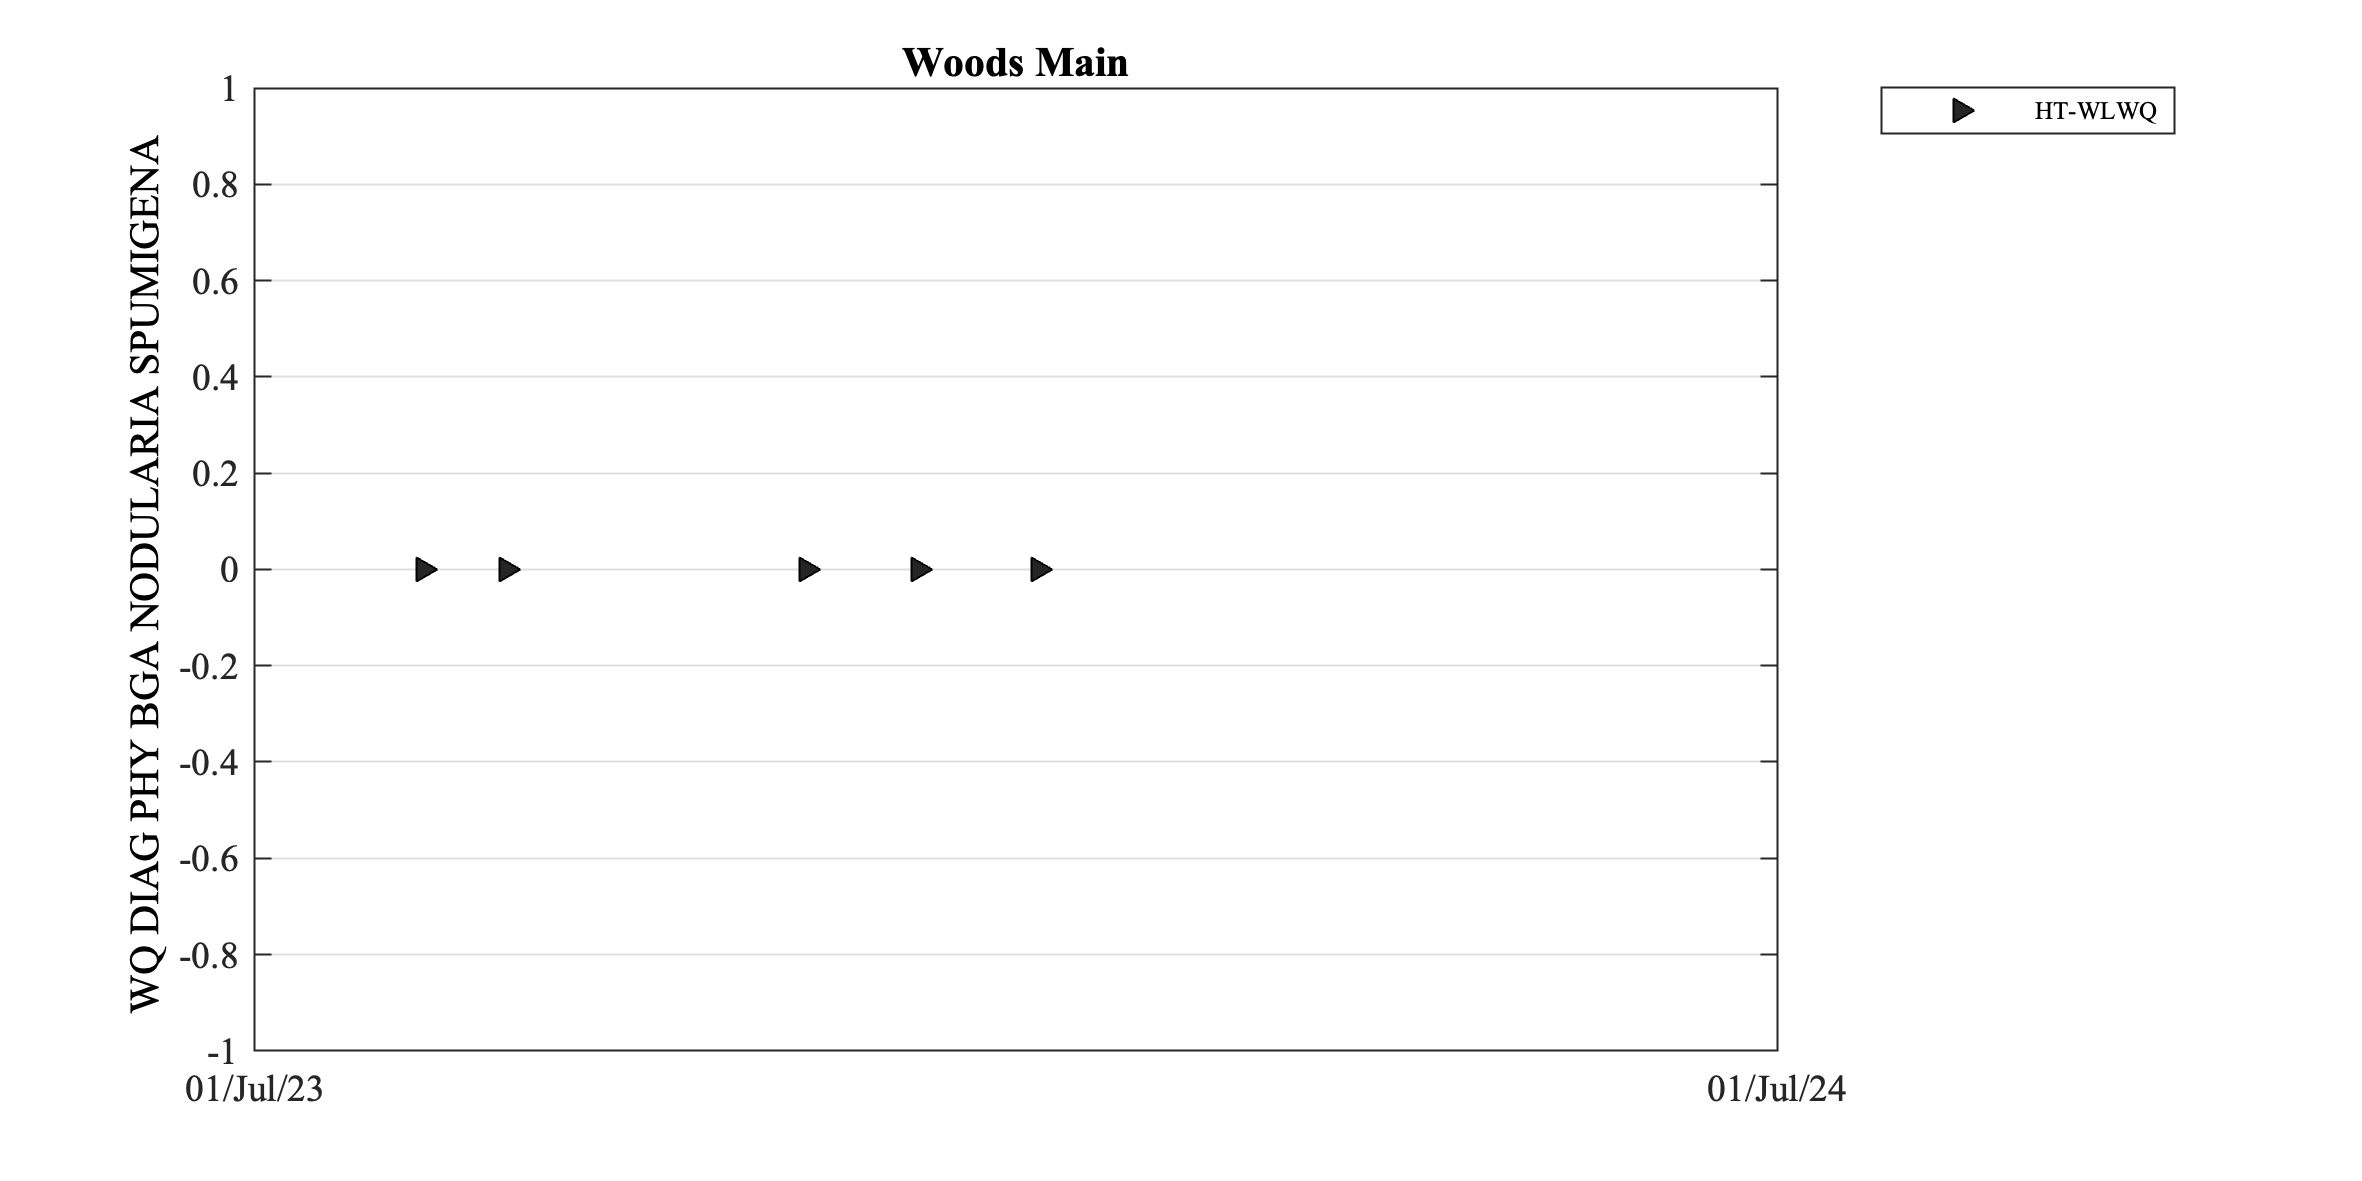 Woods Main
HT-WLWQ
WQ DIAG PHY BGA NODULARIA SPUMIGENA
1
0.8
0.6
0.4
0.2
0
-0.2
-0.4
-0.6
-0.8
-1
01/Jul/23
01/Jul/24